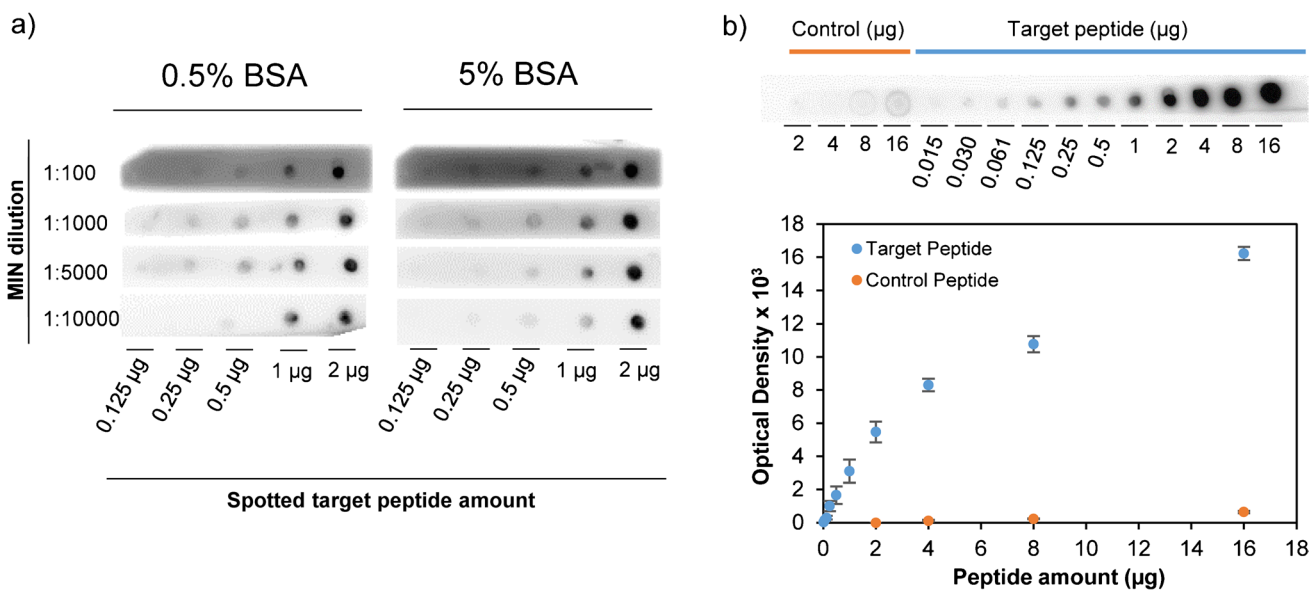 a)
0.5% BSA
5% BSA
MIN dilution
1:100
1:1000
1:5000
1:10000
0.125 µg
0.25 µg
0.5 µg
1 µg
2 µg
0.125 µg
0.25 µg
0.5 µg
1 µg
2 µg
Spotted target peptide amount
b)
Control (µg)
Target peptide (µg)
2 4 8 16 0.015 0.030 0.061 0.125 0.25 0.5 1 2 4 8 16
Optical Density x 10³
18
16
14
12
10
8
6
4
2
0
Target Peptide
Control Peptide
0 2 4 6 8 10 12 14 16 18
Peptide amount (µg)